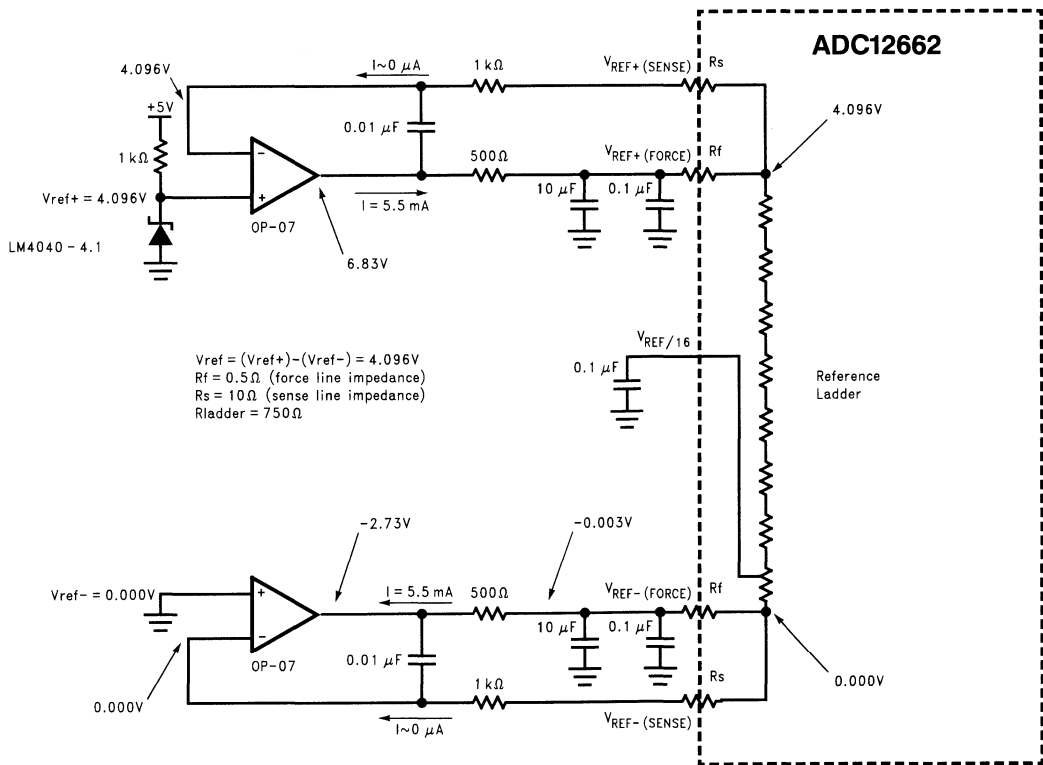 ADC12662
I~0 µA
1 kΩ
VREF+ (SENSE)
Rs
4.096V
4.096V
+5V
0.01 µF
1 kΩ
500Ω
VREF+ (FORCE)
Rf
−
+
10 µF
0.1 µF
Vref+ = 4.096V
I = 5.5 mA
OP-07
LM4040 - 4.1
6.83V
VREF/16
0.1 µF
Vref = (Vref+)-(Vref-) = 4.096V
Rf = 0.5Ω (force line impedance)
Rs = 10Ω (sense line impedance)
Rladder = 750Ω
Reference
Ladder
-2.73V
-0.003V
Vref- = 0.000V
+
−
I = 5.5 mA
500Ω
VREF- (FORCE)
Rf
10 µF
0.1 µF
OP-07
0.01 µF
0.000V
1 kΩ
Rs
0.000V
I~0 µA
VREF- (SENSE)